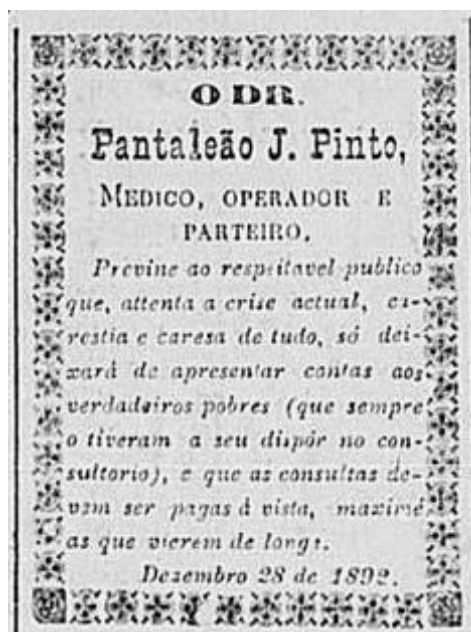 O DR.
Pantaleão J. Pinto,
MEDICO, OPERADOR E
PARTEIRO.
Previne ao respeitavel publico
que, attenta a crise actual, ca-
restia e caresa de tudo, só dei-
xará de apresentar contas aos
verdadeiros pobres (que sempre
o tiveram a seu dispôr no con-
sultorio), e que as consultas de-
vem ser pagas á vista, maximé
as que vierem de longe.
Dezembro 28 de 1892.